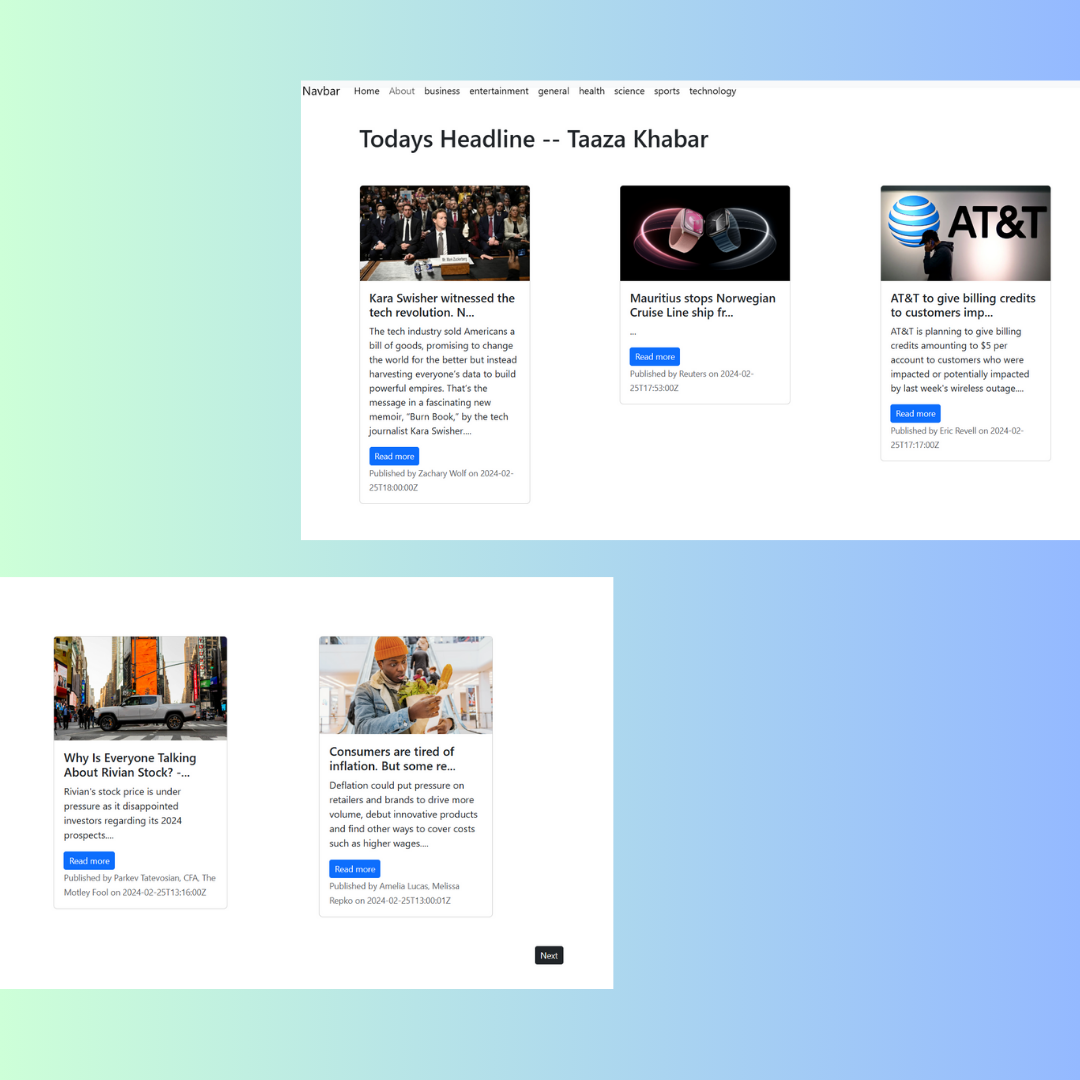 Navbar Home About business entertainment general health science sports technology
Todays Headline -- Taaza Khabar
Kara Swisher witnessed the
tech revolution. N...
The tech industry sold Americans a
bill of goods, promising to change
the world for the better but instead
harvesting everyone's data to build
powerful empires. That's the
message in a fascinating new
memoir, “Burn Book,” by the tech
journalist Kara Swisher....
Read more
Published by Zachary Wolf on 2024-02-
25T18:00:00Z
Mauritius stops Norwegian
Cruise Line ship fr...
...
Read more
Published by Reuters on 2024-02-
25T17:53:00Z
AT&T
AT&T to give billing credits
to customers imp...
AT&T is planning to give billing
credits amounting to $5 per
account to customers who were
impacted or potentially impacted
by last week's wireless outage....
Read more
Published by Eric Revell on 2024-02-
25T17:17:00Z
Why Is Everyone Talking
About Rivian Stock? -...
Rivian's stock price is under
pressure as it disappointed
investors regarding its 2024
prospects....
Read more
Published by Parkev Tatevosian, CFA, The
Motley Fool on 2024-02-25T13:16:00Z
Consumers are tired of
inflation. But some re...
Deflation could put pressure on
retailers and brands to drive more
volume, debut innovative products
and find other ways to cover costs
such as higher wages....
Read more
Published by Amelia Lucas, Melissa
Repko on 2024-02-25T13:00:01Z
Next